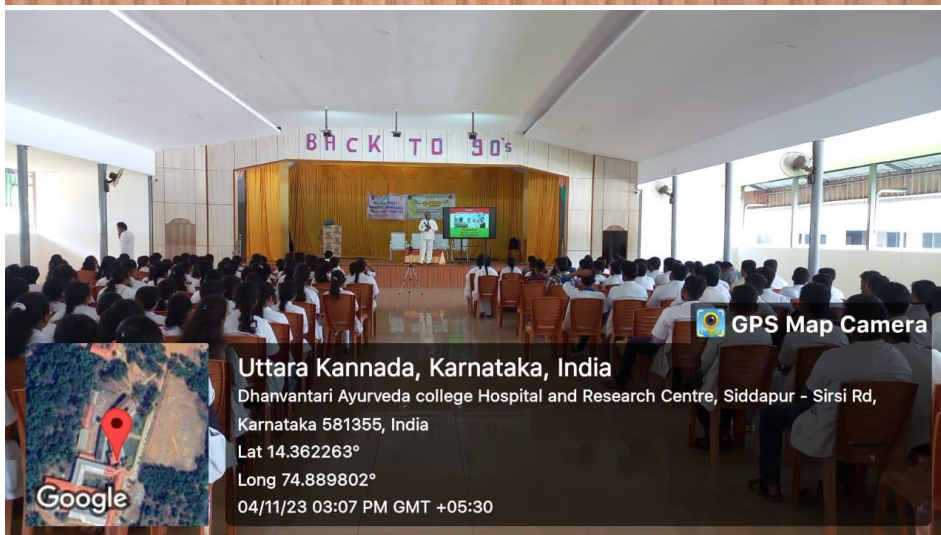 BACK TO 90's
GPS Map Camera
Uttara Kannada, Karnataka, India
Dhanvantari Ayurveda college Hospital and Research Centre, Siddapur - Sirsi Rd,
Karnataka 581355, India
Lat 14.362263°
Long 74.889802°
04/11/23 03:07 PM GMT +05:30
Google